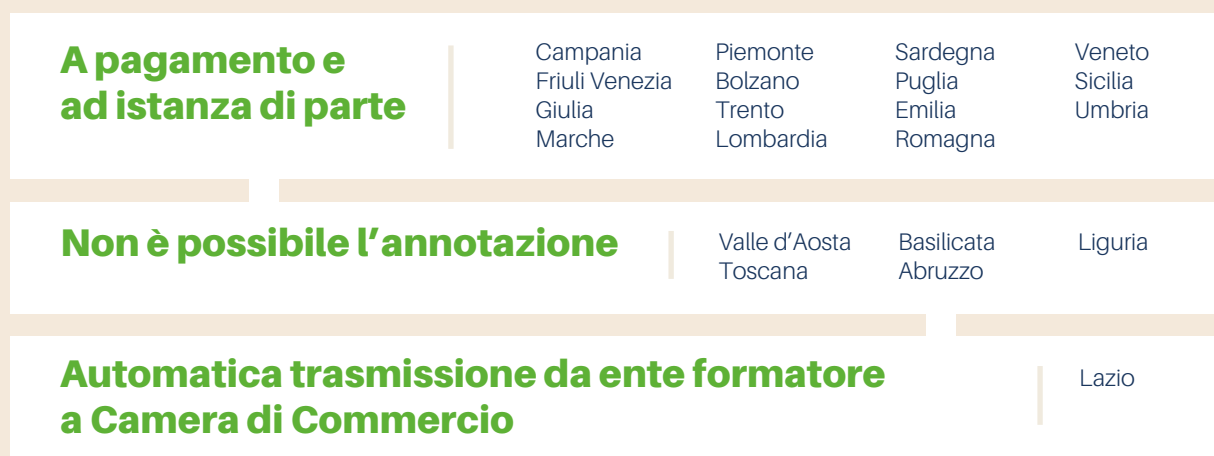 A pagamento e
ad istanza di parte
Campania
Friuli Venezia
Giulia
Marche
Piemonte
Bolzano
Trento
Lombardia
Sardegna
Puglia
Emilia
Romagna
Veneto
Sicilia
Umbria
Non è possibile l’annotazione
Valle d’Aosta
Toscana
Basilicata
Abruzzo
Liguria
Automatica trasmissione da ente formatore
a Camera di Commercio
Lazio